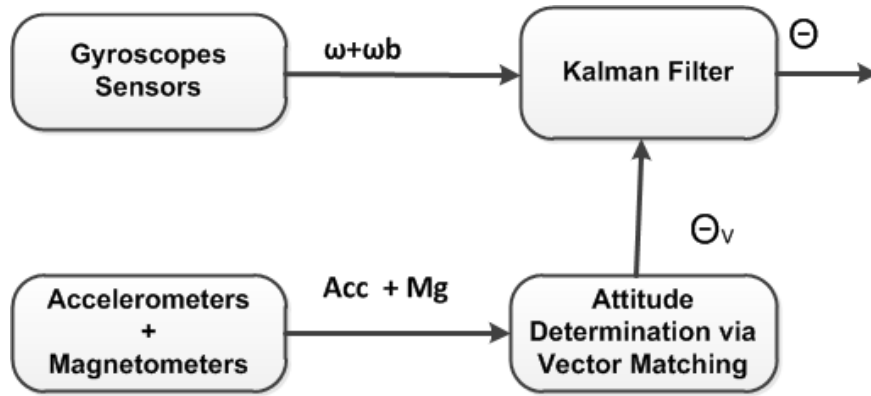 Gyroscopes
Sensors
ω+ωb
Kalman Filter
Θ
Θv
Accelerometers
+
Magnetometers
Acc + Mg
Attitude
Determination via
Vector Matching